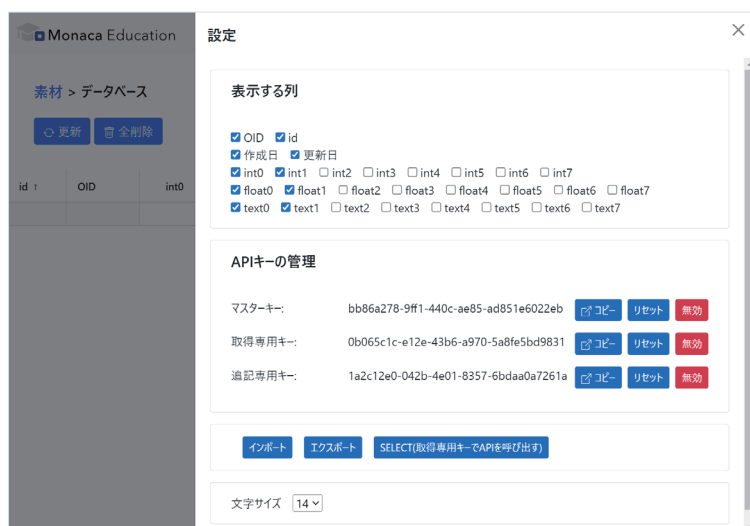 Monaca Education
素材 > データベース
更新 全削除
id ↑ OID int0
設定
表示する列
OID id
作成日 更新日
int0 int1 int2 int3 int4 int5 int6 int7
float0 float1 float2 float3 float4 float5 float6 float7
text0 text1 text2 text3 text4 text5 text6 text7
APIキーの管理
マスターキー: bb86a278-9ff1-440c-ae85-ad851e6022eb コピー リセット 無効
取得専用キー: 0b065c1c-e12e-43b6-a970-5a8fe5bd9831 コピー リセット 無効
追記専用キー: 1a2c12e0-042b-4e01-8357-6bdaa0a7261a コピー リセット 無効
インポート エクスポート SELECT(取得専用キーでAPIを呼び出す)
文字サイズ 14